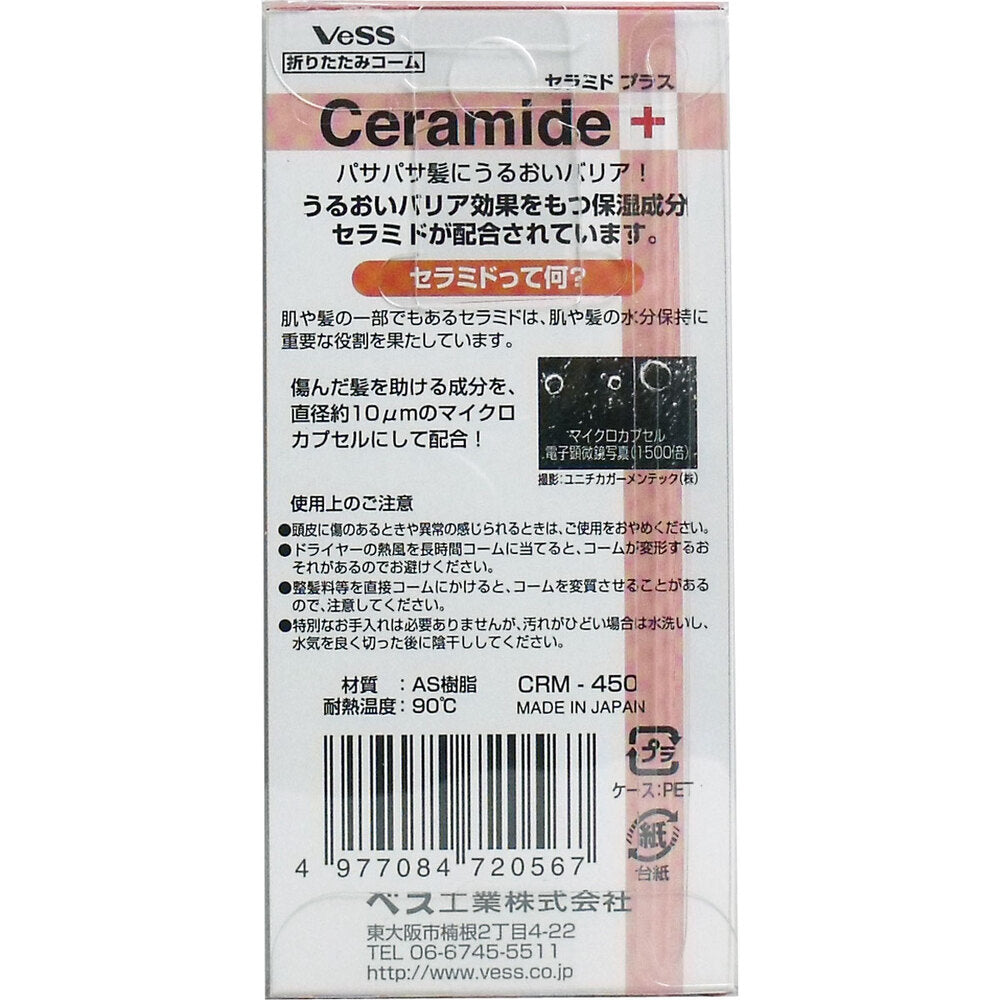 VeSS
折りたたみコーム
セラミド プラス
Ceramide +
パサパサ髪にうるおいバリア！
うるおいバリア効果をもつ保湿成分
セラミドが配合されています。
セラミドって何?
肌や髪の一部でもあるセラミドは、肌や髪の水分保持に
重要な役割を果たしています。
傷んだ髪を助ける成分を、
直径約10μmのマイクロ
カプセルにして配合！
マイクロカプセル
電子顕微鏡写真(1500倍)
撮影:ユニチカガーメンテック(株)
使用上のご注意
●頭皮に傷のあるときや異常の感じられるときは、ご使用をおやめください。
●ドライヤーの熱風を長時間コームに当てると、コームが変形するお
それがあるのでお避けください。
●整髪料等を直接コームにかけると、コームを変質させることがある
ので、注意してください。
●特別なお手入れは必要ありませんが、汚れがひどい場合は水洗いし、
水気を良く切った後に陰干ししてください。
材質 : AS樹脂
耐熱温度: 90℃
CRM - 450
MADE IN JAPAN
プラ
ケース:PET
紙
台紙
4 977084 720567
ベス工業株式会社
東大阪市楠根2丁目4-22
TEL 06-6745-5511
http://www.vess.co.jp